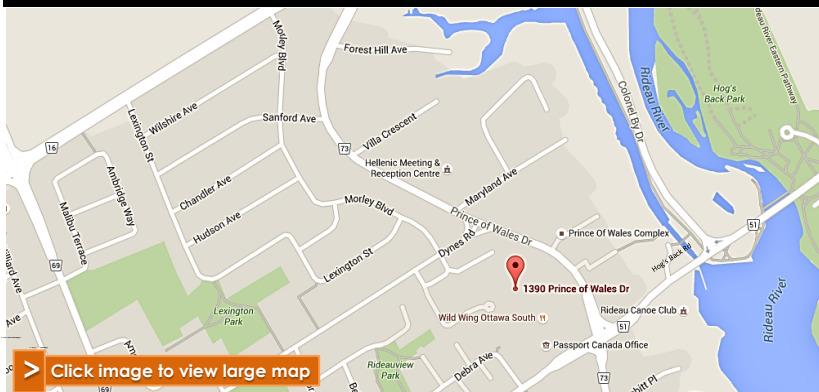 Morley Blvd
Forest Hill Ave
Rideau River Eastern Pathway
Colonel By Dr
Rideau River
Hog's
Back Park
Lexington St
Wilshire Ave
Sanford Ave
Villa Crescent
16
73
Hellenic Meeting &
Reception Centre
Ambridge Way
Chandler Ave
Maryland Ave
Malibu Terrace
Morley Blvd
Hudson Ave
Prince of Wales Dr
51
Dynes Rd
Prince Of Wales Complex
Lexington St
Hog's Back Rd
69
1390 Prince of Wales Dr
Rideau River
Lexington
Park
Wild Wing Ottawa South
Rideau Canoe Club
51
Passport Canada Office
Ave
Rideauview
Park
Debra Ave
73
> Click image to view large map
69